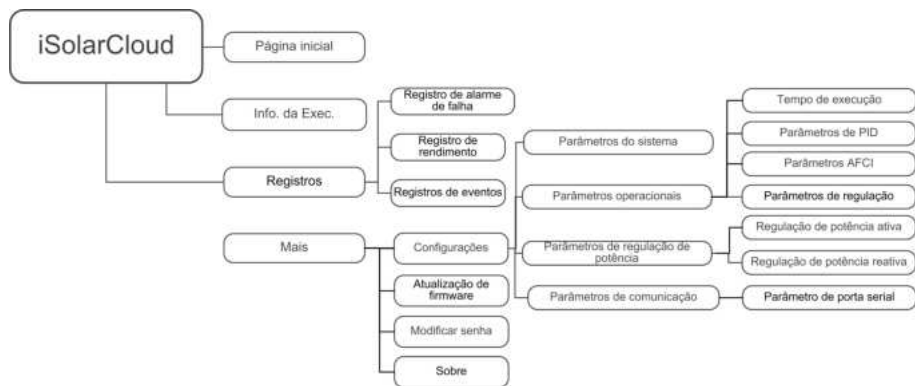 iSolarCloud
Página inicial
Info. da Exec.
Registros
Registro de alarme
de falha
Registro de
rendimento
Registros de eventos
Mais
Configurações
Atualização de
firmware
Modificar senha
Sobre
Parâmetros do sistema
Parâmetros operacionais
Parâmetros de regulação de
potência
Parâmetros de comunicação
Tempo de execução
Parâmetros de PID
Parâmetros AFCI
Parâmetros de regulação
Regulação de potência ativa
Regulação de potência reativa
Parâmetro de porta serial